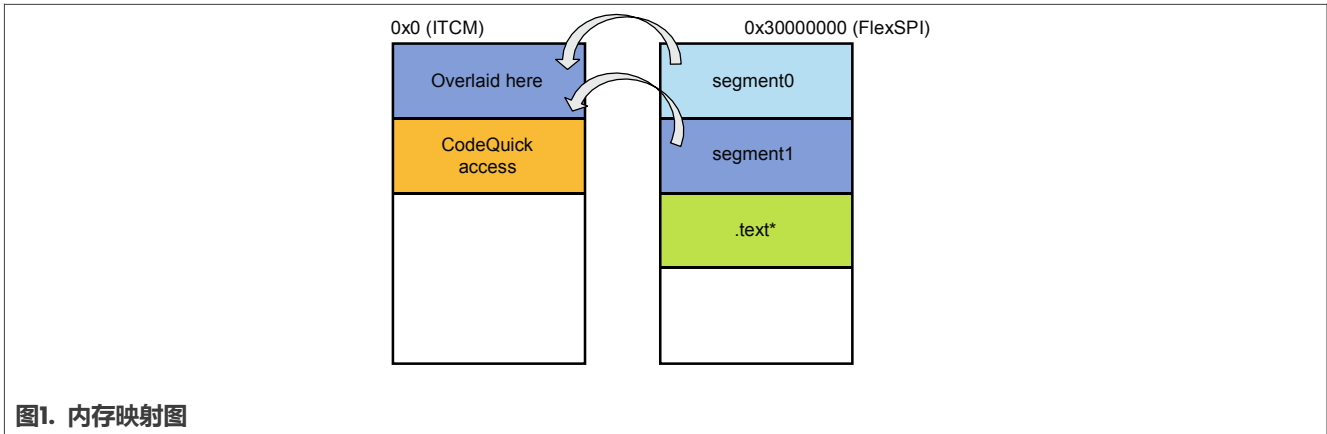 0x0 (ITCM)
0x30000000 (FlexSPI)
Overlaid here
segment0
CodeQuick
access
segment1
.text*
图1. 内存映射图